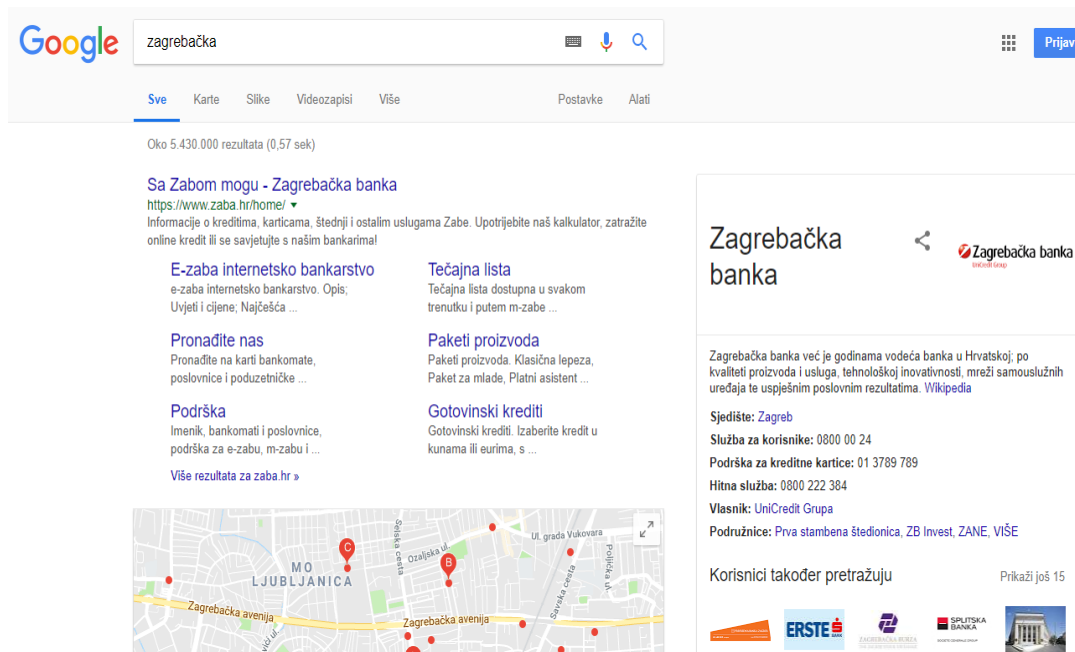 Google
zagrebačka
Prijav
Sve
Karte
Slike
Videozapisi
Više
Postavke
Alati
Oko 5.430.000 rezultata (0,57 sek)
Sa Zabom mogu - Zagrebačka banka
https://www.zaba.hr/home/
Informacije o kreditima, karticama, štednji i ostalim uslugama Zabe. Upotrijebite naš kalkulator, zatražite
online kredit ili se savjetujte s našim bankarima!
E-zaba internetsko bankarstvo
e-zaba internetsko bankarstvo. Opis;
Uvjeti i cijene; Najčešća ...
Tečajna lista
Tečajna lista dostupna u svakom
trenutku i putem m-zabe ...
Pronađite nas
Pronađite na karti bankomate,
poslovnice i poduzetničke ...
Paketi proizvoda
Paketi proizvoda. Klasična lepeza,
Paket za mlade, Platni asistent ...
Podrška
Imenik, bankomati i poslovnice,
podrška za e-zabu, m-zabu i ...
Gotovinski krediti
Gotovinski krediti. Izaberite kredit u
kunama ili eurima, s ...
Više rezultata za zaba.hr »
Selska cesta
Ozaljska ul.
Ul. grada Vukovara
C
B
MO
LJUBLJANICA
Savska cesta
Zagrebačka avenija
Zagrebačka avenija
Zagrebačka
banka
Zagrebačka banka
UniCredit Group
Zagrebačka banka već je godinama vodeća banka u Hrvatskoj; po
kvaliteti proizvoda i usluga, tehnološkoj inovativnosti, mreži samouslužnih
uređaja te uspješnim poslovnim rezultatima. Wikipedia
Sjedište: Zagreb
Služba za korisnike: 0800 00 24
Podrška za kreditne kartice: 01 3789 789
Hitna služba: 0800 222 384
Vlasnik: UniCredit Grupa
Podružnice: Prva stambena štedionica, ZB Invest, ZANE, VIŠE
Korisnici također pretražuju
Prikaži još 15
ERSTE
BANK
ZAGREBAČKA BURZA
SPLITSKA
BANKA